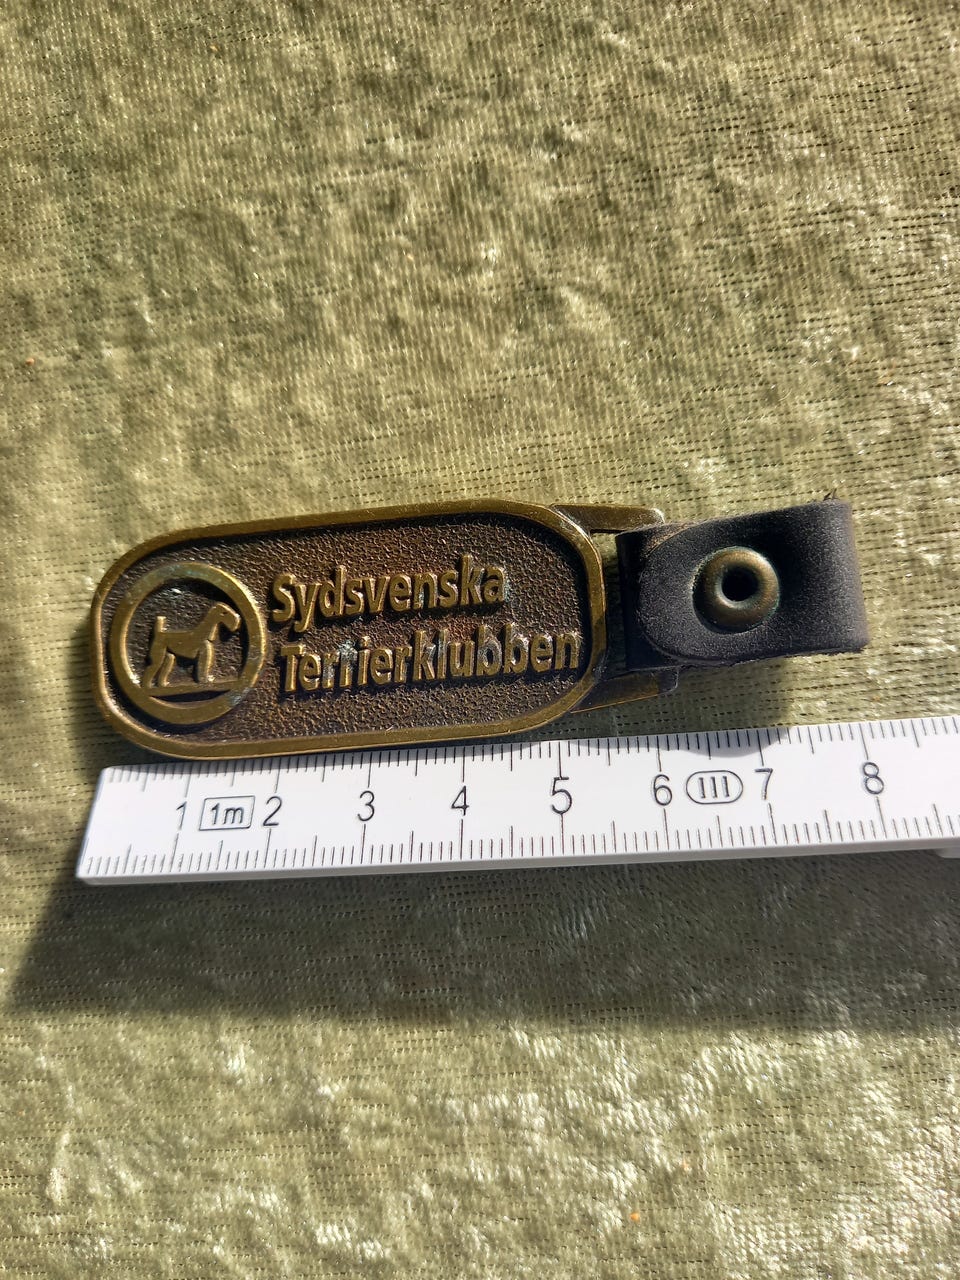 Sydsvenska
Terrierklubben
1 1m 2 3 4 5 6 III 7 8